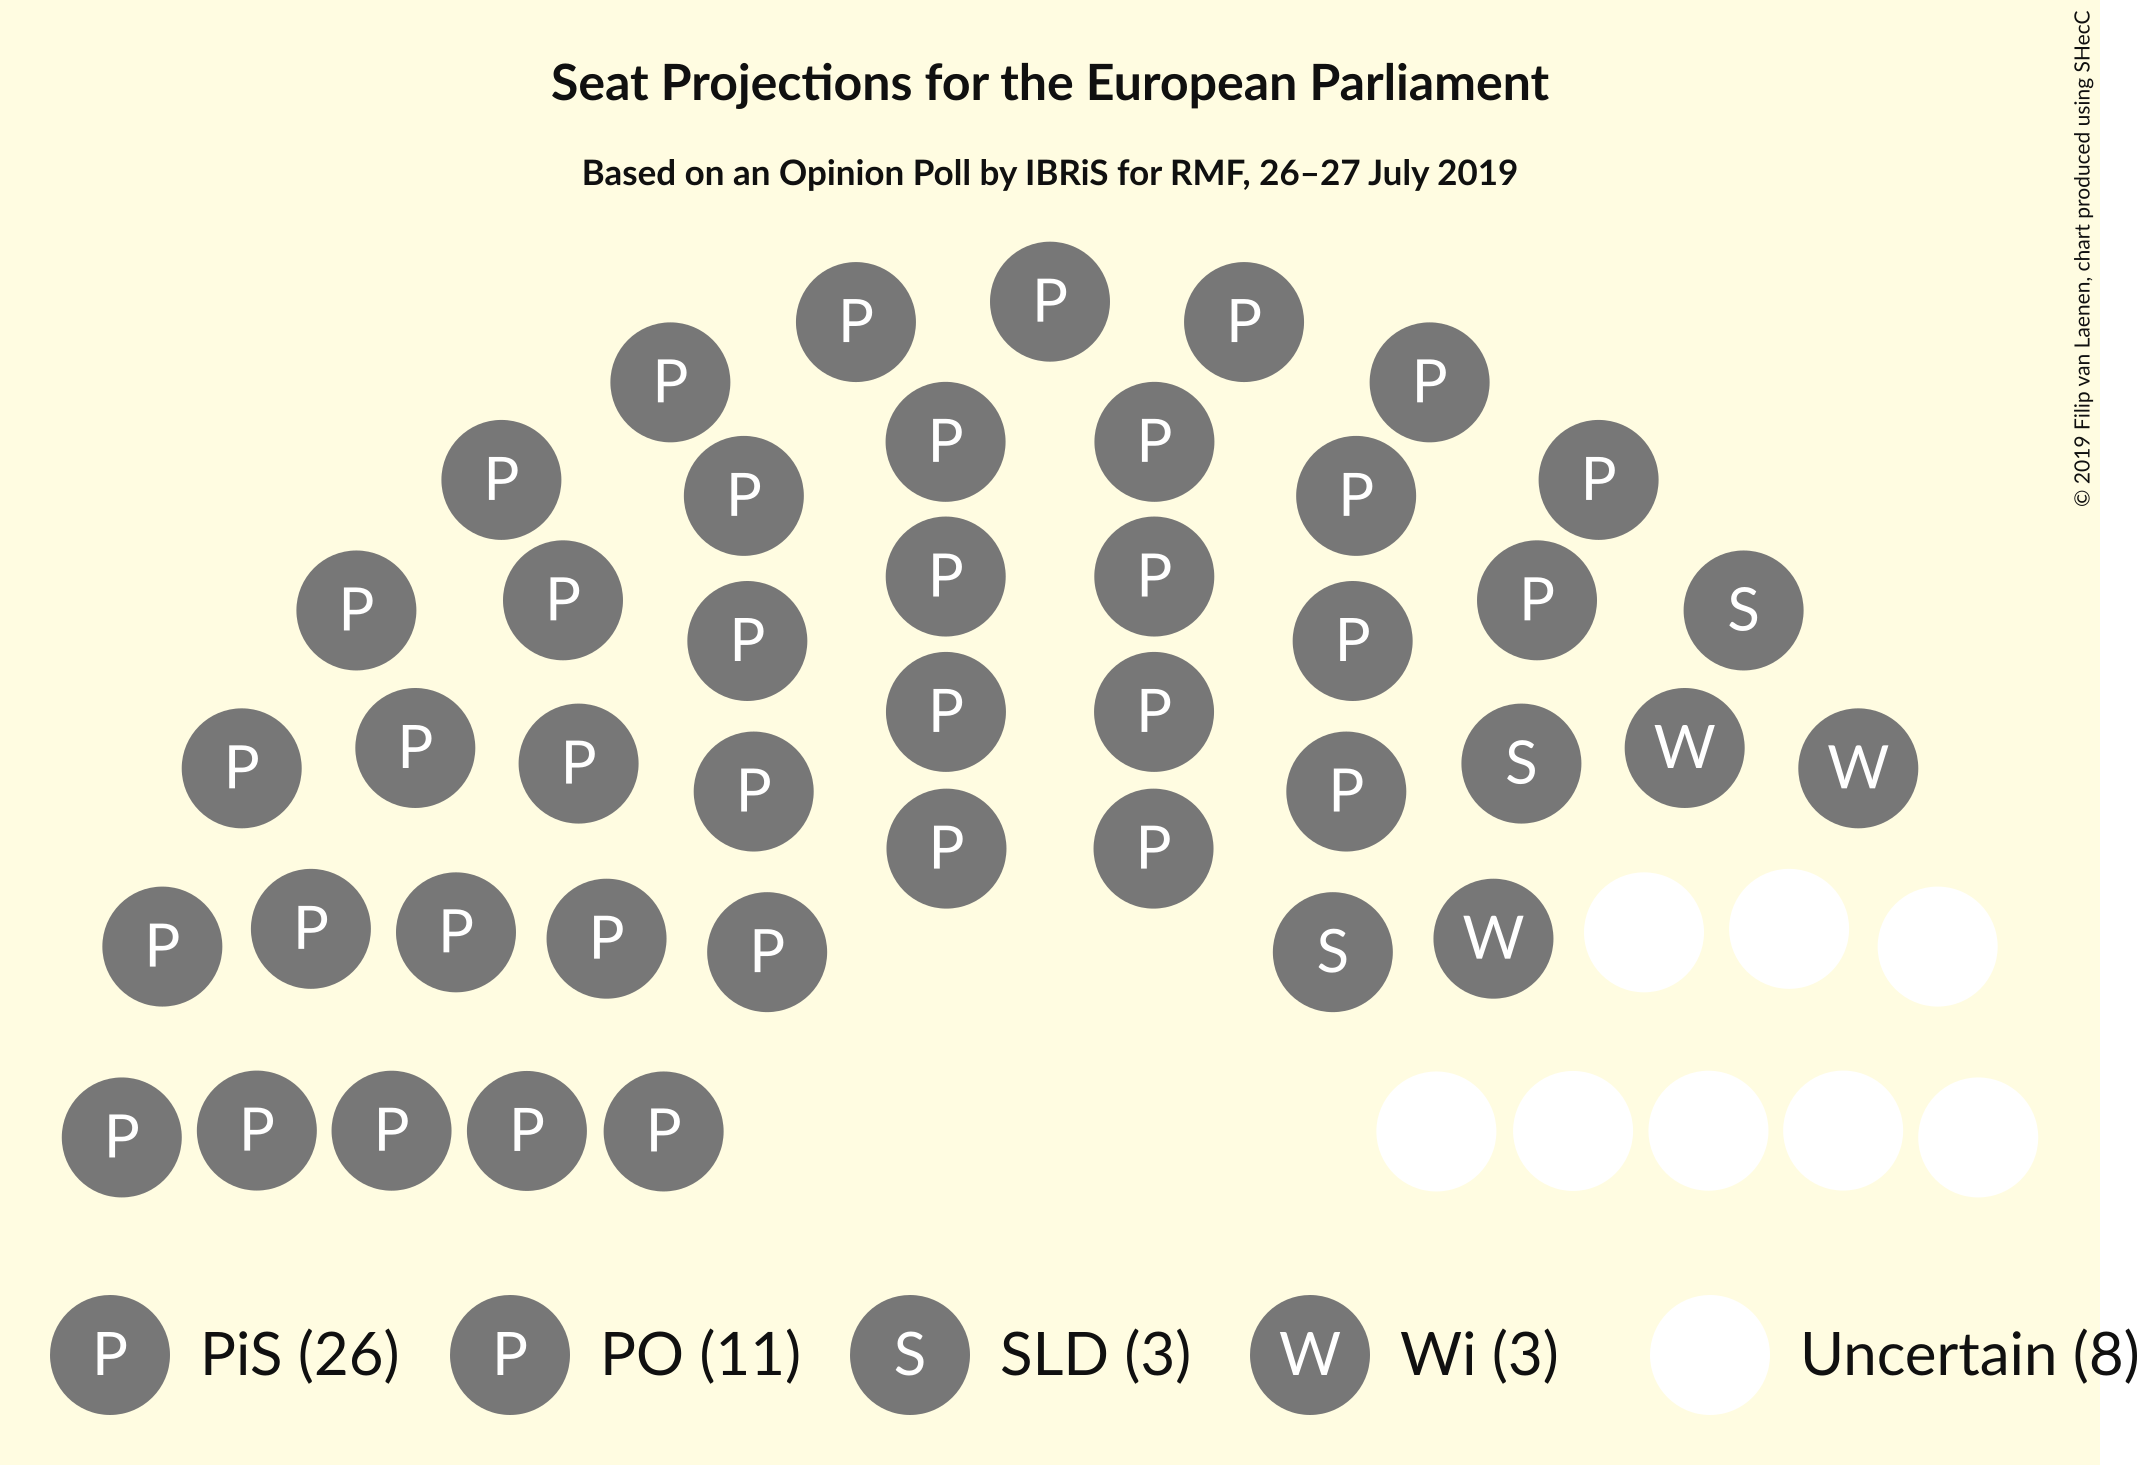 Seat Projections for the European Parliament
Based on an Opinion Poll by IBRiS for RMF, 26–27 July 2019
© 2019 Filip van Laenen, chart produced using SHecC
P
P P
P P
P P
P P
P P
P P
P P
P P
P P S
P P
P P
P P
P S W
P P W
P P
P P
P P
P W
P P S
P P P P
P
P PiS (26) P PO (11) S SLD (3) W Wi (3) Uncertain (8)